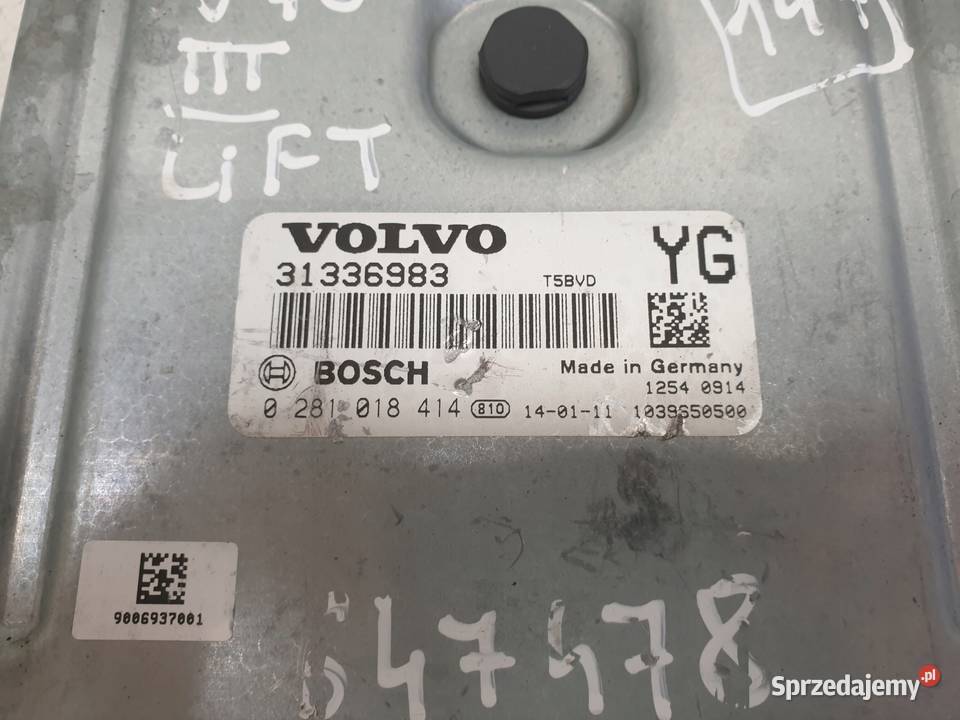 III
LiFT
VOLVO
31336983 T5BVD YG
BOSCH Made in Germany
1254 0914
0 281 018 414 810 14-01-11 1039S50500
9006937001
47478
Sprzedajemy.pl